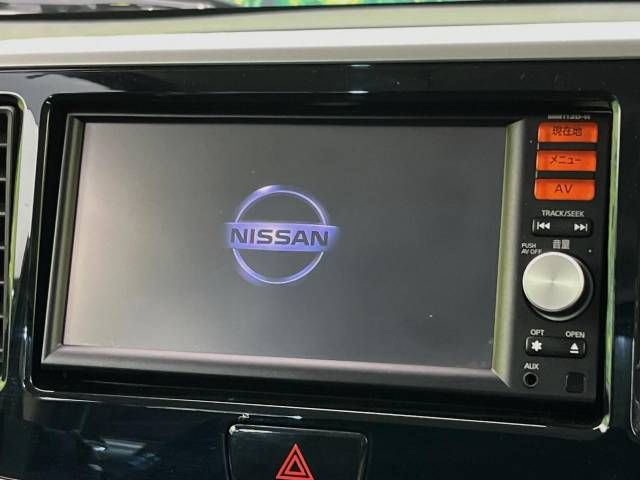 MM113D-W
現在地
メニュー
AV
TRACK/SEEK
NISSAN
音量
PUSH
AV OFF
OPT
OPEN
AUX